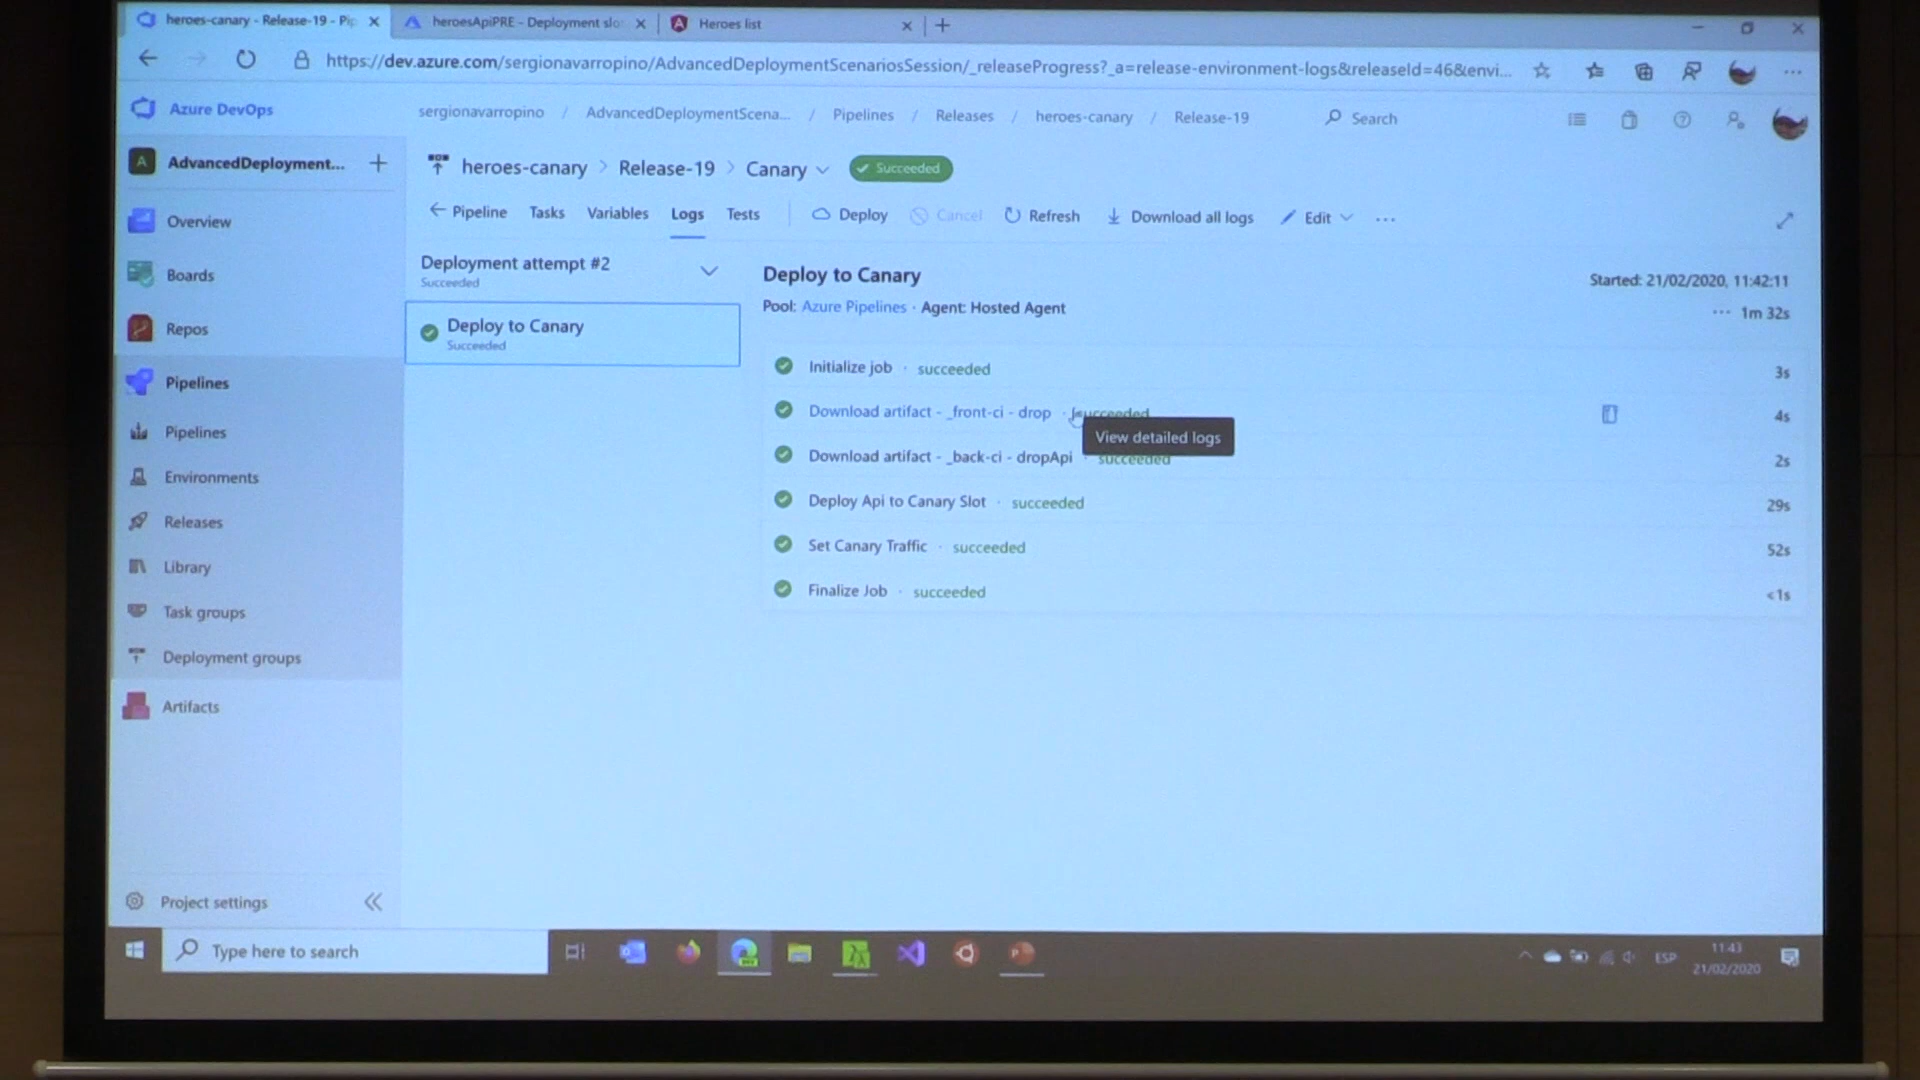 heroes-canary - Release-19 - Pip
heroesApiPRE - Deployment slo
Heroes list
https://dev.azure.com/sergionavarropino/AdvancedDeploymentScenariosSession/_releaseProgress?_a=release-environment-logs&releaseId=46&envi...
Azure DevOps
sergionavarropino / AdvancedDeploymentScena... / Pipelines / Releases / heroes-canary / Release-19
Search
A AdvancedDeployment... +
heroes-canary > Release-19 > Canary
Succeeded
Pipeline Tasks Variables Logs Tests Deploy Cancel Refresh Download all logs Edit ...
Overview
Boards
Repos
Pipelines
Pipelines
Environments
Releases
Library
Task groups
Deployment groups
Artifacts
Project settings
Deployment attempt #2
Succeeded
Deploy to Canary
Succeeded
Deploy to Canary
Started: 21/02/2020, 11:42:11
Pool: Azure Pipelines · Agent: Hosted Agent
... 1m 32s
Initialize job · succeeded 3s
Download artifact - _front-ci - drop · succeeded 4s
View detailed logs
Download artifact - _back-ci - dropApi · succeeded 2s
Deploy Api to Canary Slot · succeeded 29s
Set Canary Traffic · succeeded 52s
Finalize Job · succeeded <1s
Type here to search
ESP
11:43
21/02/2020